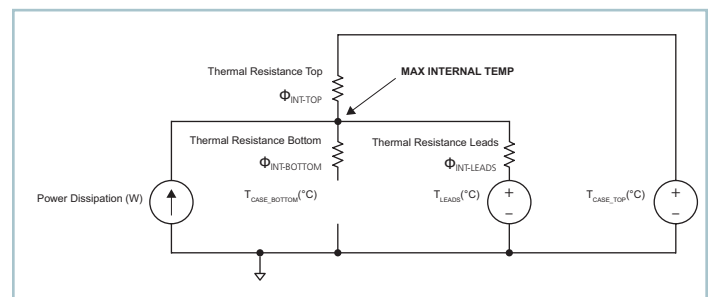 Thermal Resistance Top
MAX INTERNAL TEMP
ΦINT-TOP
Thermal Resistance Bottom
Thermal Resistance Leads
ΦINT-BOTTOM
ΦINT-LEADS
Power Dissipation (W)
TCASE_BOTTOM(°C)
TLEADS(°C)
TCASE_TOP(°C)
+
–
+
–